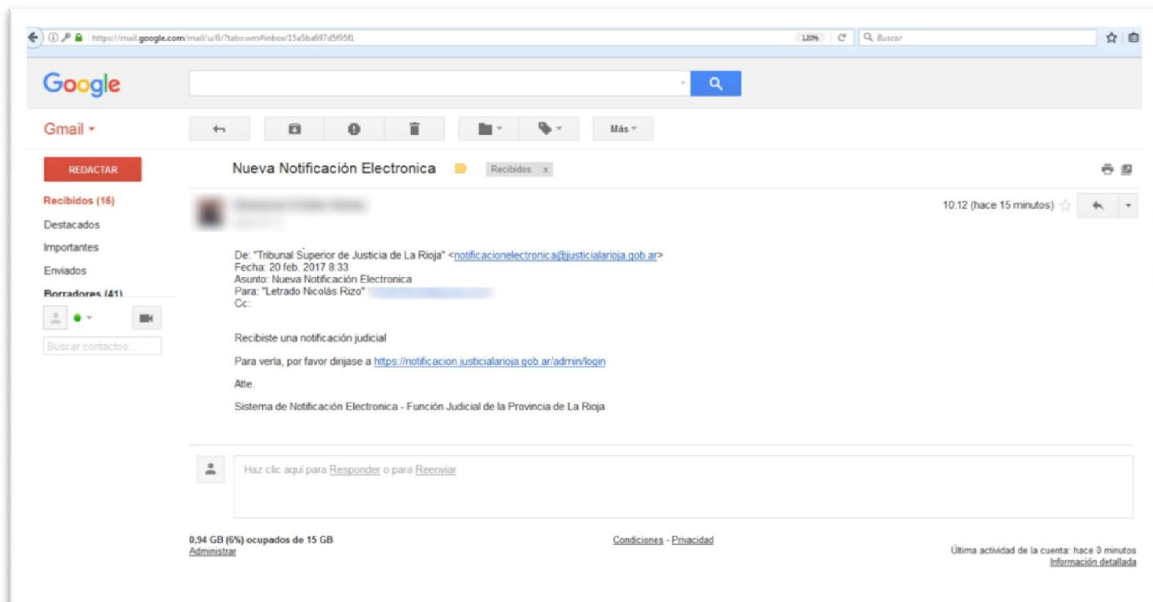 https://mail.google.com/mail/u/0/?tab=wm#inbox/15a5ba697d5f95f1
120%
Buscar
Google
Gmail
Más
REDACTAR
Nueva Notificación Electronica
Recibidos x
Recibidos (16)
10:12 (hace 15 minutos)
Destacados
Importantes
Enviados
Borradores (41)
Buscar contactos...
De: "Tribunal Superior de Justicia de La Rioja" <notificacionelectronica@justicialarioja.gob.ar>
Fecha: 20 feb. 2017 8:33
Asunto: Nueva Notificación Electronica
Para: "Letrado Nicolás Rizo"
Cc:
Recibiste una notificación judicial
Para verla, por favor dirijase a https://notificacion.justicialarioja.gob.ar/admin/login
Atte.
Sistema de Notificación Electronica - Función Judicial de la Provincia de La Rioja
Haz clic aquí para Responder o para Reenviar
0,94 GB (6%) ocupados de 15 GB
Administrar
Condiciones - Privacidad
Última actividad de la cuenta: hace 0 minutos
Información detallada